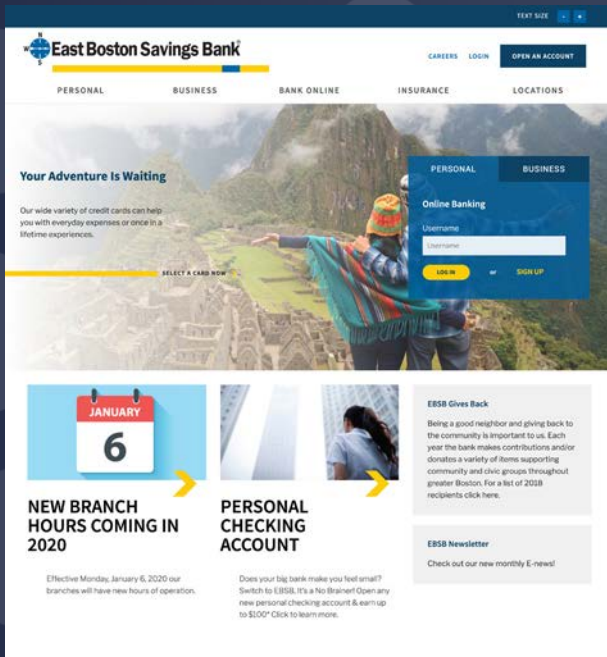 TEXT SIZE - +
N
W
S
East Boston Savings Bank®
CAREERS LOGIN OPEN AN ACCOUNT
PERSONAL BUSINESS BANK ONLINE INSURANCE LOCATIONS
Your Adventure Is Waiting
Our wide variety of credit cards can help
you with everyday expenses or once in a
lifetime experiences.
SELECT A CARD NOW
PERSONAL BUSINESS
Online Banking
Username
Username
LOG IN or SIGN UP
JANUARY
6
NEW BRANCH
HOURS COMING IN
2020
Effective Monday, January 6, 2020 our
branches will have new hours of operation.
PERSONAL
CHECKING
ACCOUNT
Does your big bank make you feel small?
Switch to EBSB, It's a No Brainer! Open any
new personal checking account & earn up
to $100* Click to learn more.
EBSB Gives Back
Being a good neighbor and giving back to
the community is important to us. Each
year the bank makes contributions and/or
donates a variety of items supporting
community and civic groups throughout
greater Boston. For a list of 2018
recipients click here.
EBSB Newsletter
Check out our new monthly E-news!